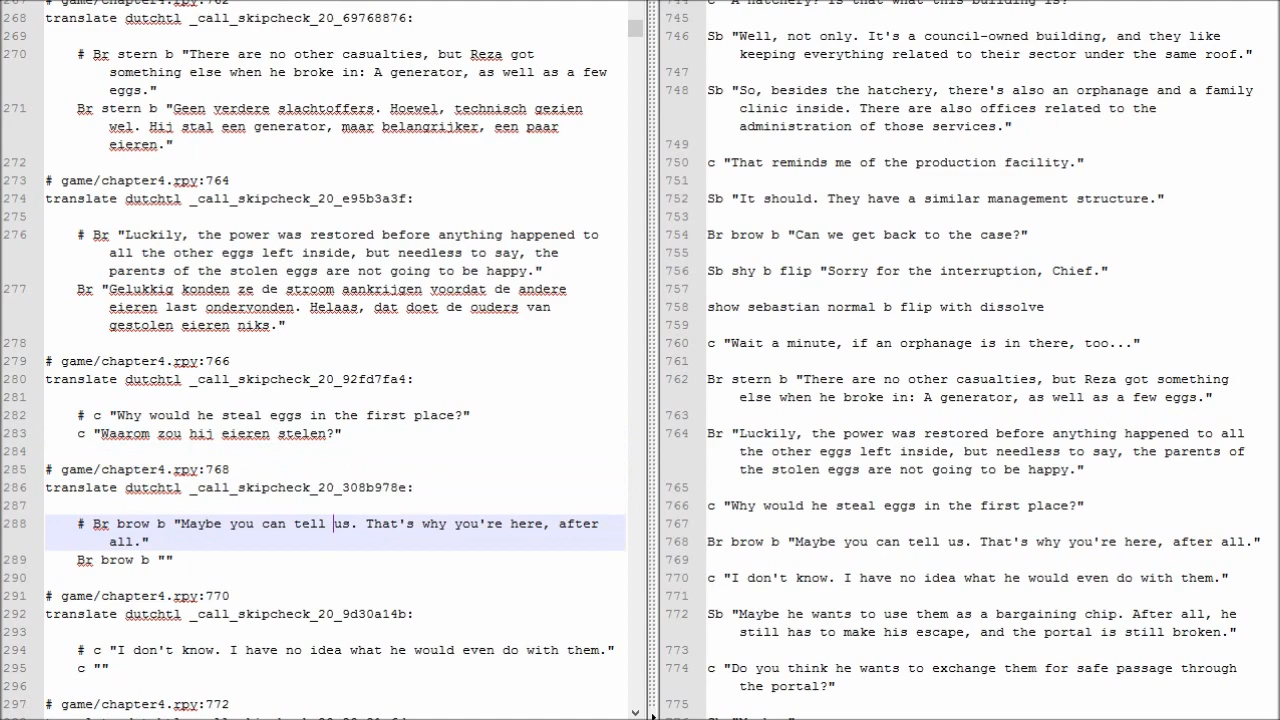 267 # game/chapter4.rpy:762
268 translate dutchtl _call_skipcheck_20_69768876:
269
270 # Br stern b "There are no other casualties, but Reza got
something else when he broke in: A generator, as well as a few
eggs."
271 Br stern b "Geen verdere slachtoffers. Hoewel, technisch gezien
wel. Hij stal een generator, maar belangrijker, een paar
eieren."
272
273 # game/chapter4.rpy:764
274 translate dutchtl _call_skipcheck_20_e95b3a3f:
275
276 # Br "Luckily, the power was restored before anything happened to
all the other eggs left inside, but needless to say, the
parents of the stolen eggs are not going to be happy."
277 Br "Gelukkig konden ze de stroom aankrijgen voordat de andere
eieren last ondervonden. Helaas, dat doet de ouders van
gestolen eieren niks."
278
279 # game/chapter4.rpy:766
280 translate dutchtl _call_skipcheck_20_92fd7fa4:
281
282 # c "Why would he steal eggs in the first place?"
283 c "Waarom zou hij eieren stelen?"
284
285 # game/chapter4.rpy:768
286 translate dutchtl _call_skipcheck_20_308b978e:
287
288 # Br brow b "Maybe you can tell us. That's why you're here, after
all."
289 Br brow b ""
290
291 # game/chapter4.rpy:770
292 translate dutchtl _call_skipcheck_20_9d30a14b:
293
294 # c "I don't know. I have no idea what he would even do with them."
295 c ""
296
297 # game/chapter4.rpy:772
744 c "A hatchery? Is that what this building is?"
745
746 Sb "Well, not only. It's a council-owned building, and they like
keeping everything related to their sector under the same roof."
747
748 Sb "So, besides the hatchery, there's also an orphanage and a family
clinic inside. There are also offices related to the
administration of those services."
749
750 c "That reminds me of the production facility."
751
752 Sb "It should. They have a similar management structure."
753
754 Br brow b "Can we get back to the case?"
755
756 Sb shy b flip "Sorry for the interruption, Chief."
757
758 show sebastian normal b flip with dissolve
759
760 c "Wait a minute, if an orphanage is in there, too..."
761
762 Br stern b "There are no other casualties, but Reza got something
else when he broke in: A generator, as well as a few eggs."
763
764 Br "Luckily, the power was restored before anything happened to all
the other eggs left inside, but needless to say, the parents of
the stolen eggs are not going to be happy."
765
766 c "Why would he steal eggs in the first place?"
767
768 Br brow b "Maybe you can tell us. That's why you're here, after all."
769
770 c "I don't know. I have no idea what he would even do with them."
771
772 Sb "Maybe he wants to use them as a bargaining chip. After all, he
still has to make his escape, and the portal is still broken."
773
774 c "Do you think he wants to exchange them for safe passage through
the portal?"
775